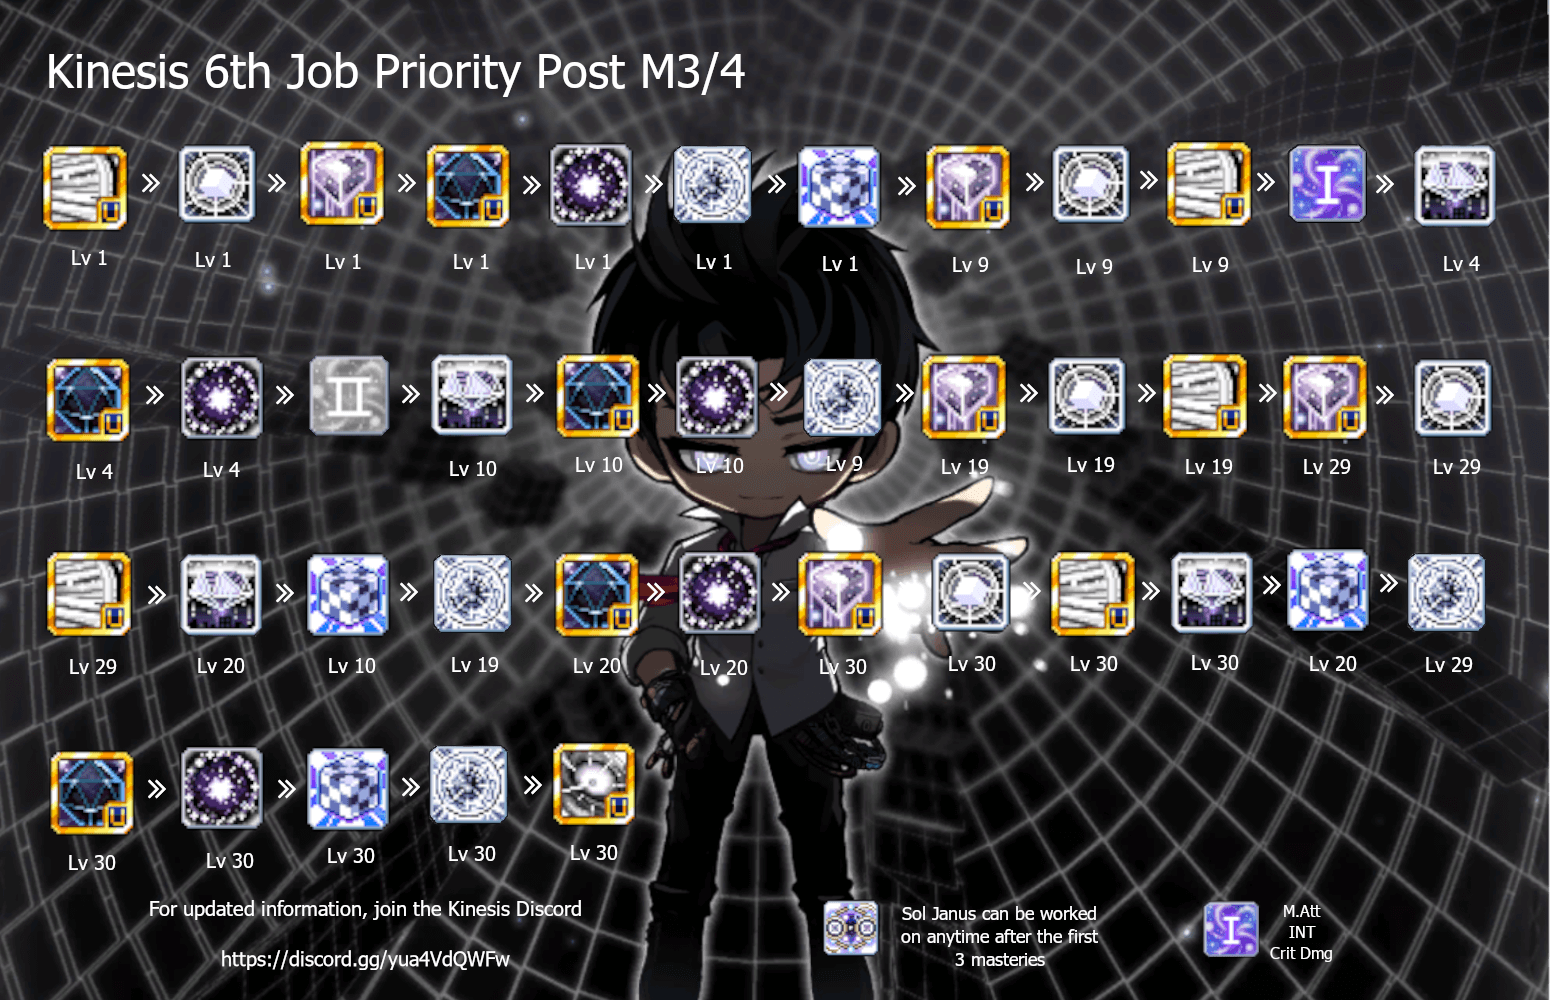 Kinesis 6th Job Priority Post M3/4
I
Lv 1 Lv 1 Lv 1 Lv 1 Lv 1 Lv 1 Lv 1 Lv 9 Lv 9 Lv 9 Lv 4
II
Lv 4 Lv 4 Lv 10 Lv 10 Lv 10 Lv 9 Lv 19 Lv 19 Lv 19 Lv 29 Lv 29
Lv 29 Lv 20 Lv 10 Lv 19 Lv 20 Lv 20 Lv 30 Lv 30 Lv 30 Lv 30 Lv 20 Lv 29
Lv 30 Lv 30 Lv 30 Lv 30 Lv 30
For updated information, join the Kinesis Discord
https://discord.gg/yua4VdQWFw
Sol Janus can be worked
on anytime after the first
3 masteries
I
M.Att
INT
Crit Dmg